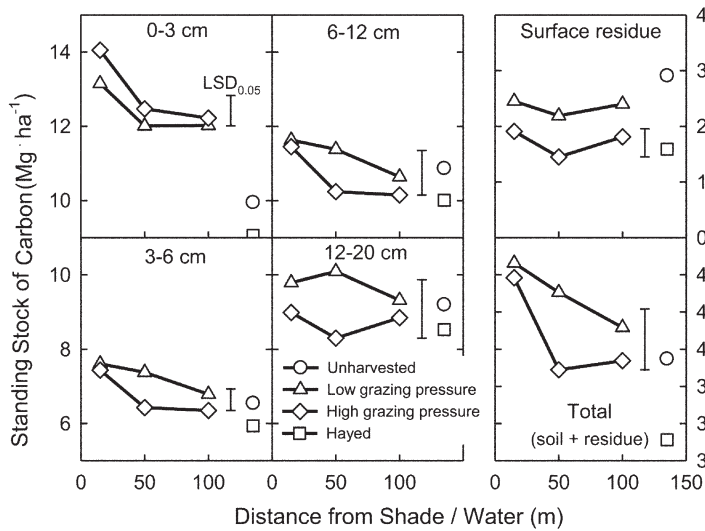 0-3 cm
6-12 cm
Surface residue
14
12
10
LSD0.05
4
3
2
1
0
3-6 cm
12-20 cm
10
8
6
4
4
4
3
3
3
Unharvested
Low grazing pressure
High grazing pressure
Hayed
Total
(soil + residue)
0 50 100 0 50 100 0 50 100 150
Standing Stock of Carbon (Mg · ha-1)
Distance from Shade / Water (m)